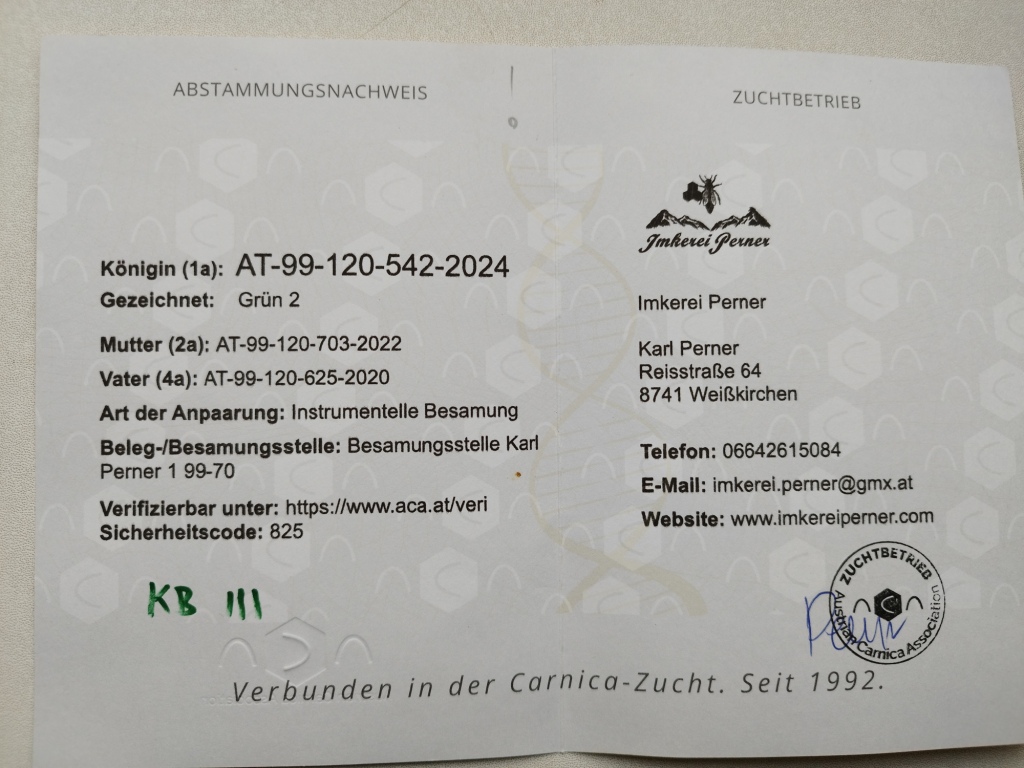 ABSTAMMUNGSNACHWEIS
Königin (1a): AT-99-120-542-2024
Gezeichnet: Grün 2
Mutter (2a): AT-99-120-703-2022
Vater (4a): AT-99-120-625-2020
Art der Anpaarung: Instrumentelle Besamung
Beleg-/Besamungsstelle: Besamungsstelle Karl
Perner 1 99-70
Verifizierbar unter: https://www.aca.at/veri
Sicherheitscode: 825
KB III
ZUCHTBETRIEB
Imkerei Perner
Imkerei Perner
Karl Perner
Reisstraße 64
8741 Weißkirchen
Telefon: 06642615084
E-Mail: imkerei.perner@gmx.at
Website: www.imkereiperner.com
ZUCHTBETRIEB
Austrian Carnica Association
Verbunden in der Carnica-Zucht. Seit 1992.